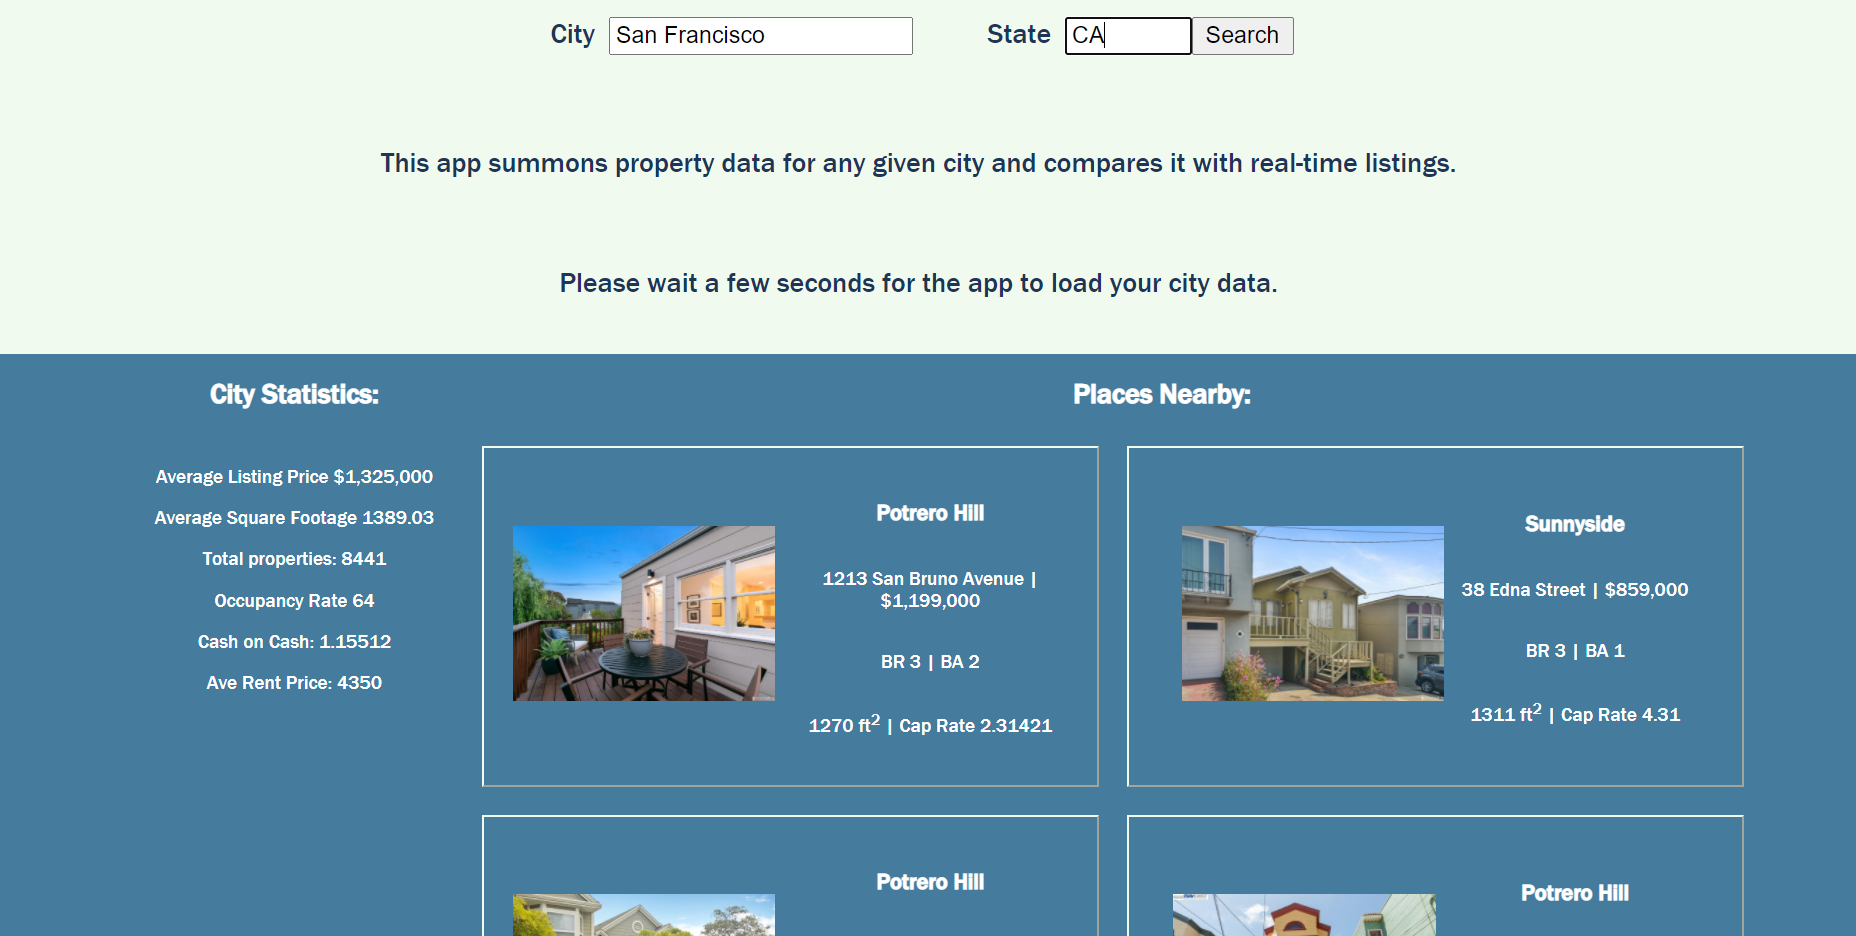 City San Francisco State CA Search
This app summons property data for any given city and compares it with real-time listings.
Please wait a few seconds for the app to load your city data.
City Statistics:
Average Listing Price $1,325,000
Average Square Footage 1389.03
Total properties: 8441
Occupancy Rate 64
Cash on Cash: 1.15512
Ave Rent Price: 4350
Places Nearby:
Potrero Hill
1213 San Bruno Avenue |
$1,199,000
BR 3 | BA 2
1270 ft2 | Cap Rate 2.31421
Sunnyside
38 Edna Street | $859,000
BR 3 | BA 1
1311 ft2 | Cap Rate 4.31
Potrero Hill
Potrero Hill